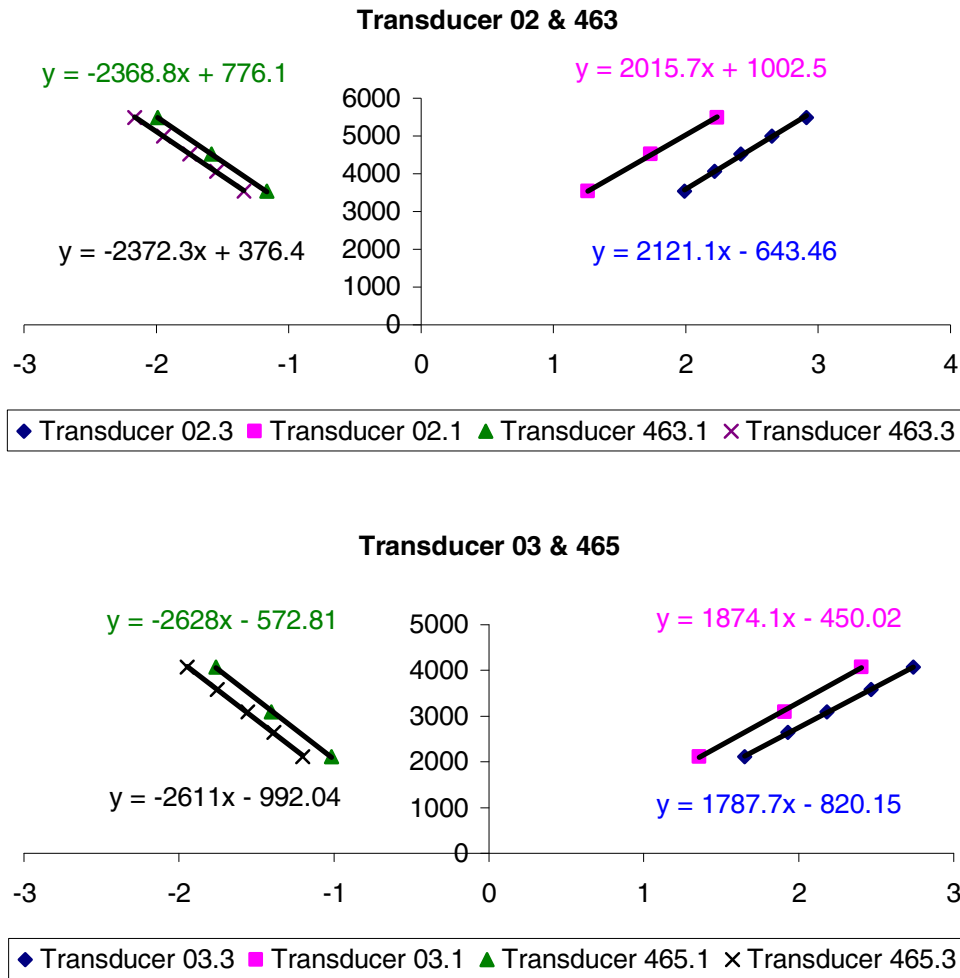 Transducer 02 & 463
y = -2368.8x + 776.1
y = 2015.7x + 1002.5
6000
5000
4000
3000
2000
1000
0
y = -2372.3x + 376.4
y = 2121.1x - 643.46
-3 -2 -1 0 1 2 3 4
Transducer 02.3 Transducer 02.1 Transducer 463.1 Transducer 463.3
Transducer 03 & 465
y = -2628x - 572.81
y = 1874.1x - 450.02
5000
4000
3000
2000
1000
0
y = -2611x - 992.04
y = 1787.7x - 820.15
-3 -2 -1 0 1 2 3
Transducer 03.3 Transducer 03.1 Transducer 465.1 Transducer 465.3